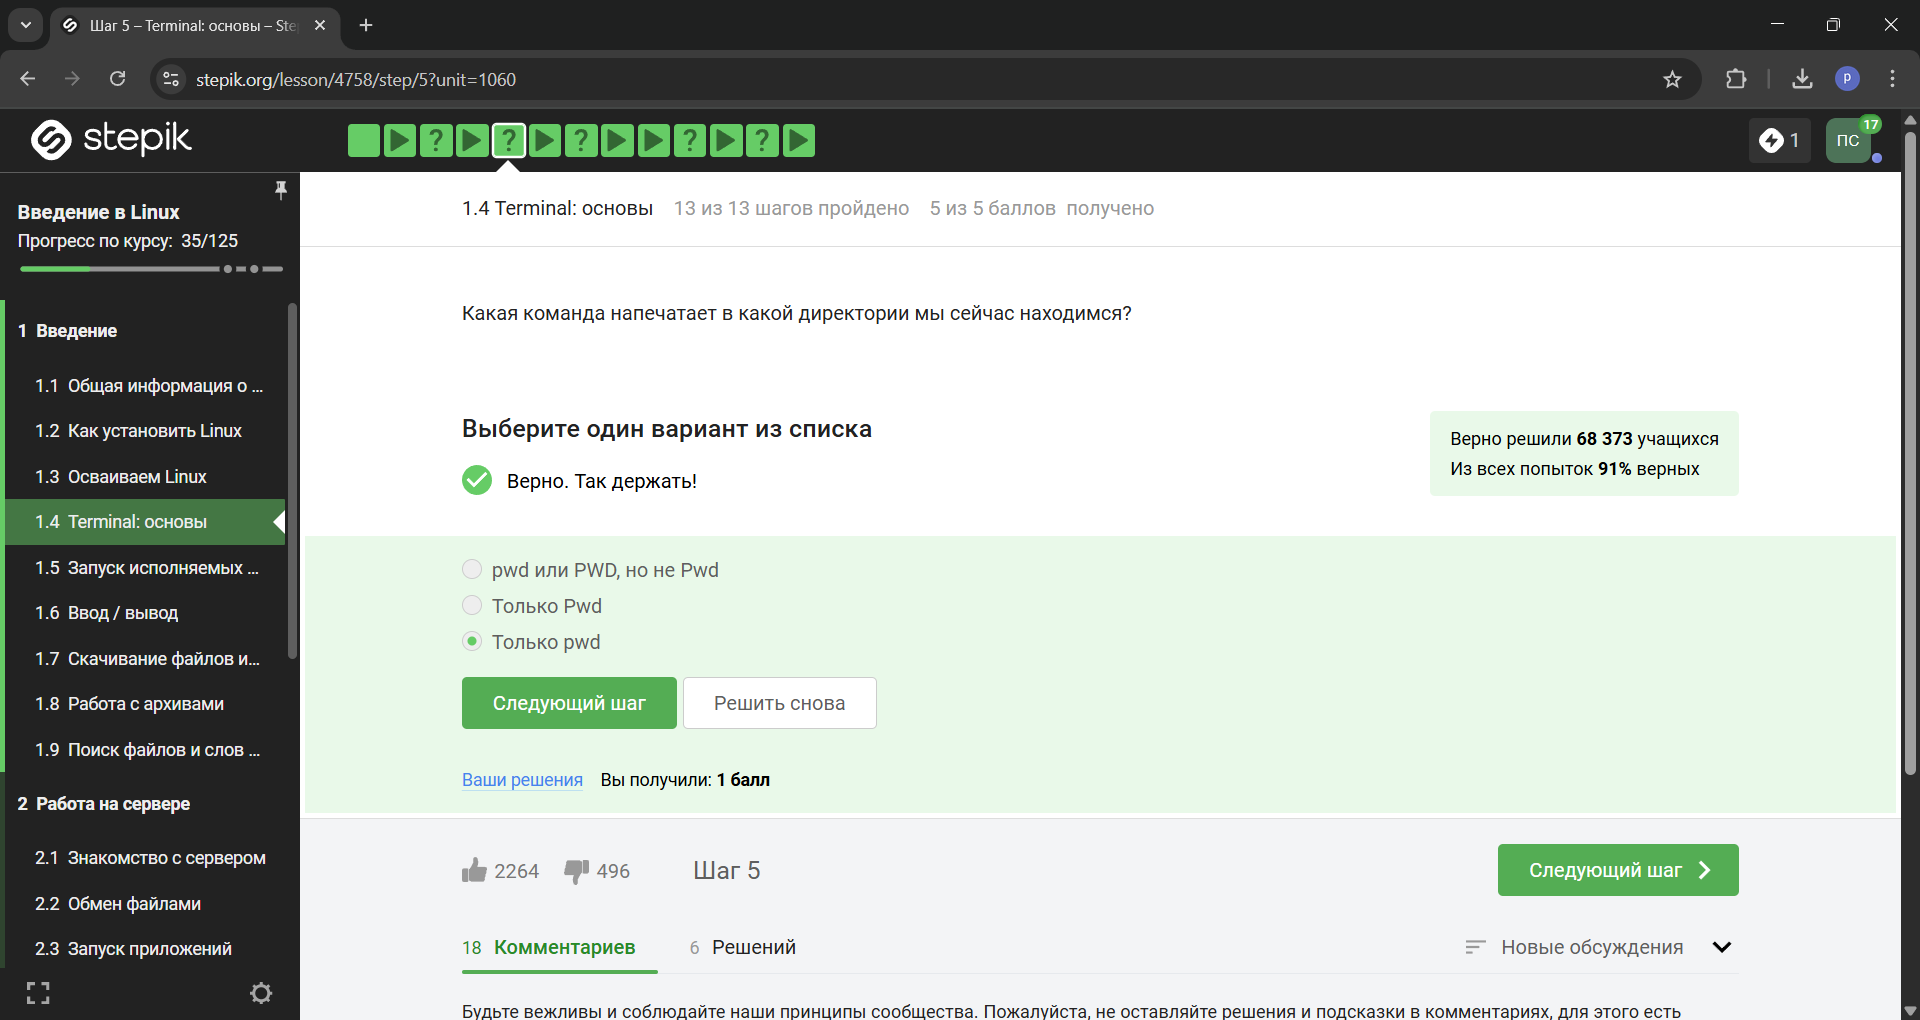 Шаг 5 – Terminal: основы – Ste
stepik.org/lesson/4758/step/5?unit=1060
P
stepik
?
?
?
?
?
1
ПС
17
Введение в Linux
Прогресс по курсу: 35/125
1 Введение
1.1 Общая информация о ...
1.2 Как установить Linux
1.3 Осваиваем Linux
1.4 Terminal: основы
1.5 Запуск исполняемых ...
1.6 Ввод / вывод
1.7 Скачивание файлов и...
1.8 Работа с архивами
1.9 Поиск файлов и слов ...
2 Работа на сервере
2.1 Знакомство с сервером
2.2 Обмен файлами
2.3 Запуск приложений
1.4 Terminal: основы 13 из 13 шагов пройдено 5 из 5 баллов получено
Какая команда напечатает в какой директории мы сейчас находимся?
Выберите один вариант из списка
Верно. Так держать!
Верно решили 68 373 учащихся
Из всех попыток 91% верных
pwd или PWD, но не Pwd
Только Pwd
Только pwd
Следующий шаг
Решить снова
Ваши решения Вы получили: 1 балл
2264 496 Шаг 5
Следующий шаг
18 Комментариев 6 Решений
Новые обсуждения
Будьте вежливы и соблюдайте наши принципы сообщества. Пожалуйста, не оставляйте решения и подсказки в комментариях, для этого есть